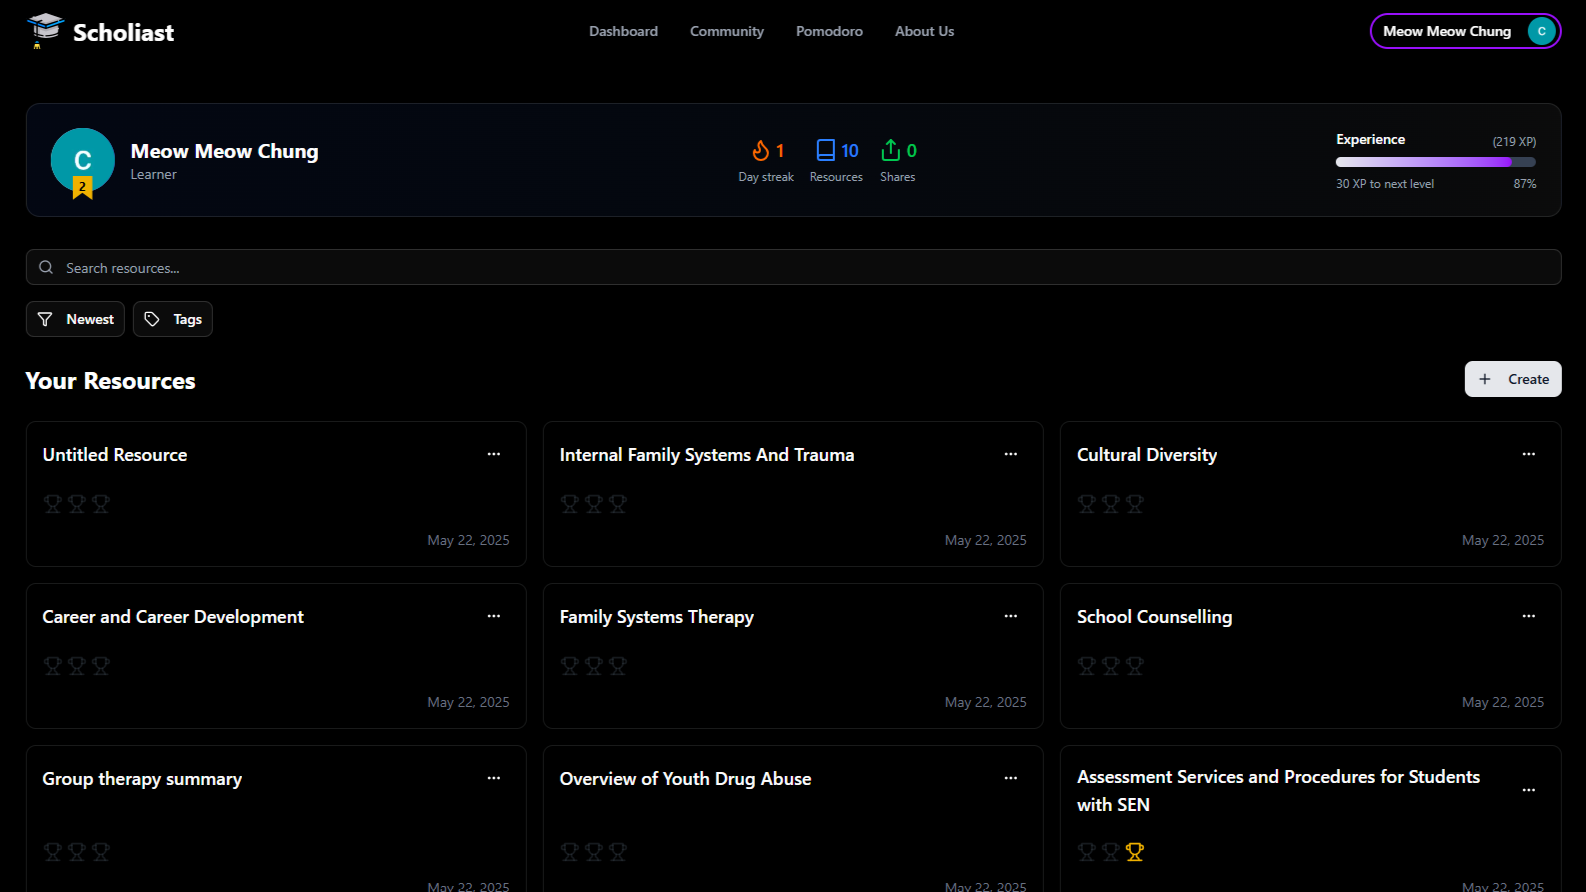 Scholiast
Dashboard
Community
Pomodoro
About Us
Meow Meow Chung
C
C
2
Meow Meow Chung
Learner
1
Day streak
10
Resources
0
Shares
Experience
(219 XP)
30 XP to next level
87%
Search resources...
Newest
Tags
Your Resources
Create
Untitled Resource
May 22, 2025
Internal Family Systems And Trauma
May 22, 2025
Cultural Diversity
May 22, 2025
Career and Career Development
May 22, 2025
Family Systems Therapy
May 22, 2025
School Counselling
May 22, 2025
Group therapy summary
May 22, 2025
Overview of Youth Drug Abuse
May 22, 2025
Assessment Services and Procedures for Students
with SEN
May 22, 2025